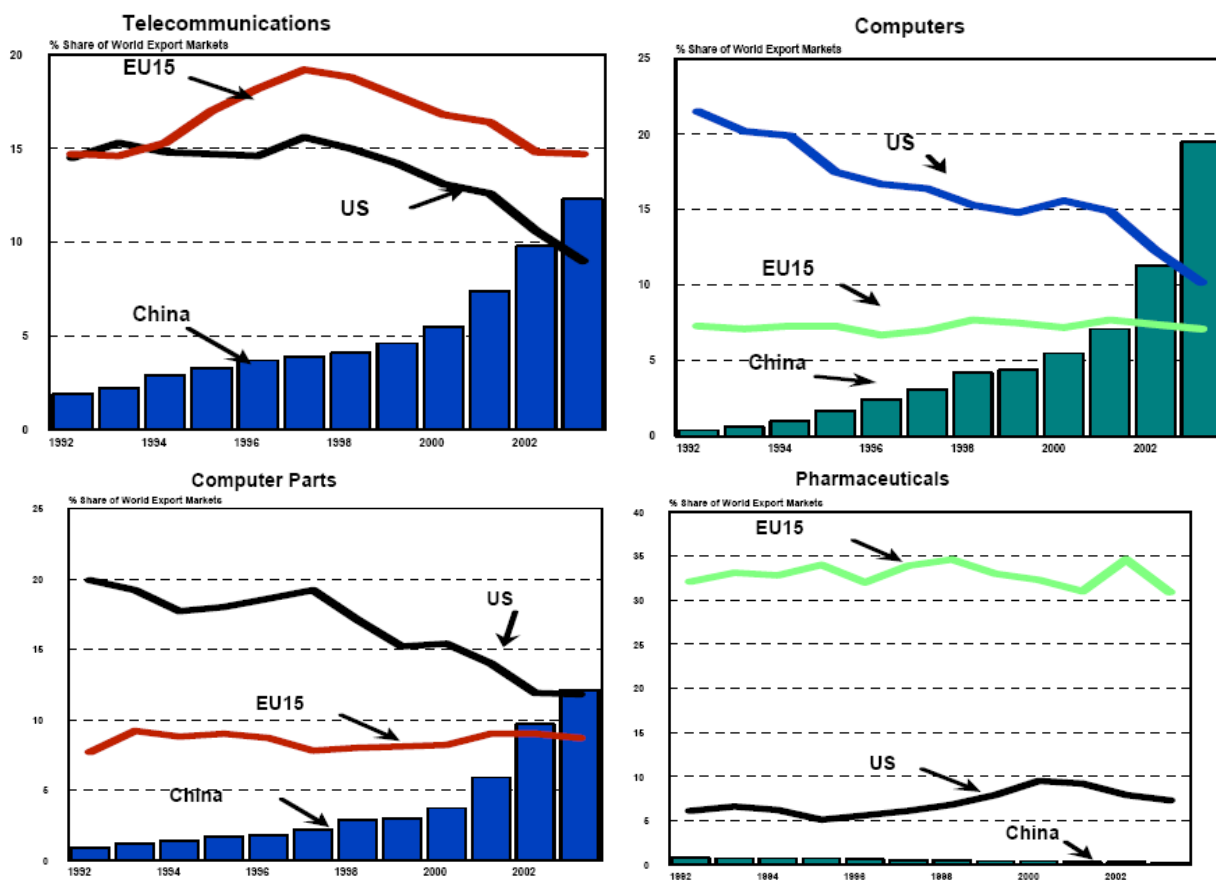 Telecommunications
% Share of World Export Markets
20
EU15
15
US
10
China
5
0
1992 1994 1996 1998 2000 2002
Computers
% Share of World Export Markets
25
20
US
15
10
EU15
5
China
0
1992 1994 1996 1998 2000 2002
Computer Parts
% Share of World Export Markets
25
20
US
15
10
EU15
5
China
0
1992 1994 1996 1998 2000 2002
Pharmaceuticals
% Share of World Export Markets
40
EU15
35
30
25
20
15
US
10
5
China
0
1992 1994 1996 1998 2000 2002